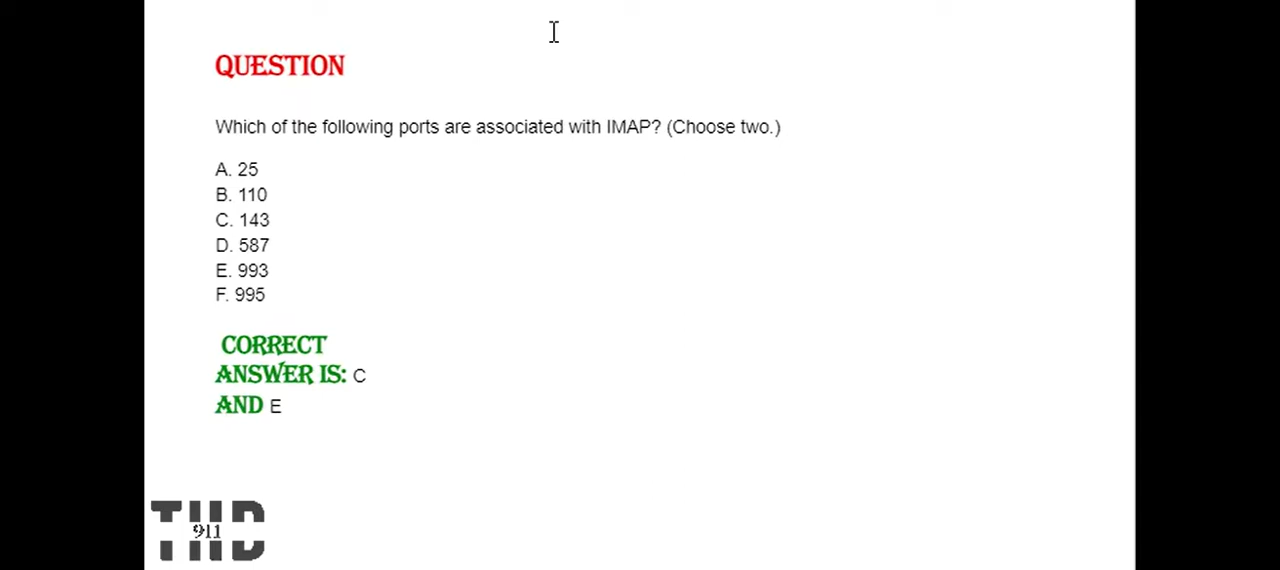 QUESTION
Which of the following ports are associated with IMAP? (Choose two.)
A. 25
B. 110
C. 143
D. 587
E. 993
F. 995
CORRECT
ANSWER IS: C
AND E
THD
911